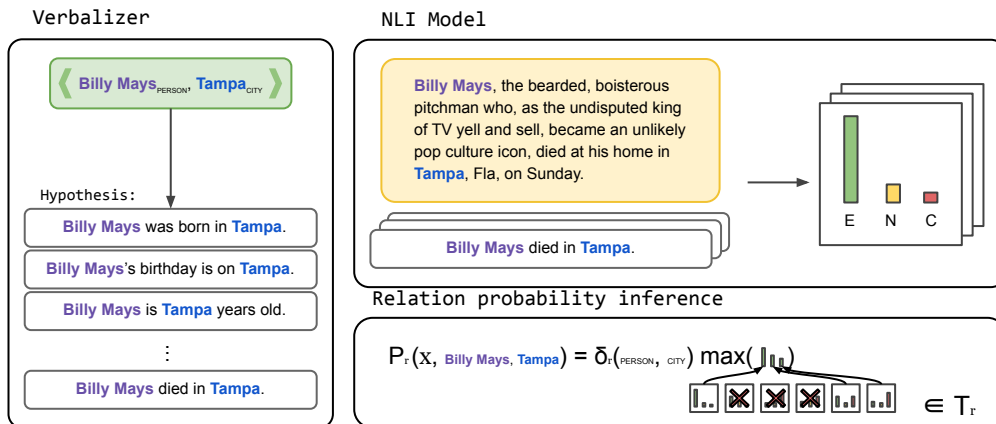 Verbalizer
❰ Billy Mays PERSON, Tampa CITY ❱
Hypothesis:
Billy Mays was born in Tampa.
Billy Mays's birthday is on Tampa.
Billy Mays is Tampa years old.
⋮
Billy Mays died in Tampa.
NLI Model
Billy Mays, the bearded, boisterous
pitchman who, as the undisputed king
of TV yell and sell, became an unlikely
pop culture icon, died at his home in
Tampa, Fla, on Sunday.
Billy Mays died in Tampa.
E N C
Relation probability inference
Pr(x, Billy Mays, Tampa) = δr(PERSON, CITY) max( )
∈ Tr